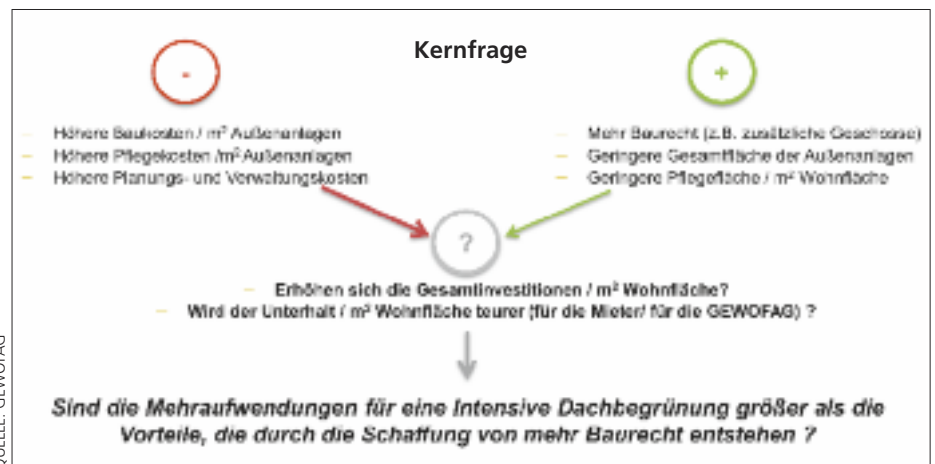 Kernfrage
-
+
– Höhere Baukosten / m² Außenanlagen
– Höhere Pflegekosten /m² Außenanlagen
– Höhere Planungs- und Verwaltungskosten
– Mehr Baurecht (z.B. zusätzliche Geschosse)
– Geringere Gesamtfläche der Außenanlagen
– Geringere Pflegefläche / m² Wohnfläche
?
– Erhöhen sich die Gesamtinvestitionen / m² Wohnfläche?
– Wird der Unterhalt / m² Wohnfläche teurer (für die Mieter/ für die GEWOFAG) ?
Sind die Mehraufwendungen für eine Intensive Dachbegrünung größer als die
Vorteile, die durch die Schaffung von mehr Baurecht entstehen ?
QUELLE: GEWOFAG